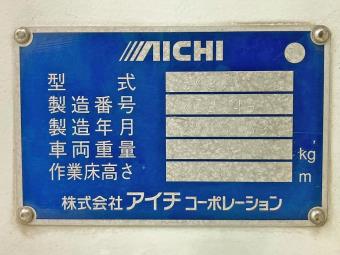 AICHI
型 式
製造番号
製造年月
車両重量 kg
作業床高さ m
株式会社 アイチ コーポレーション